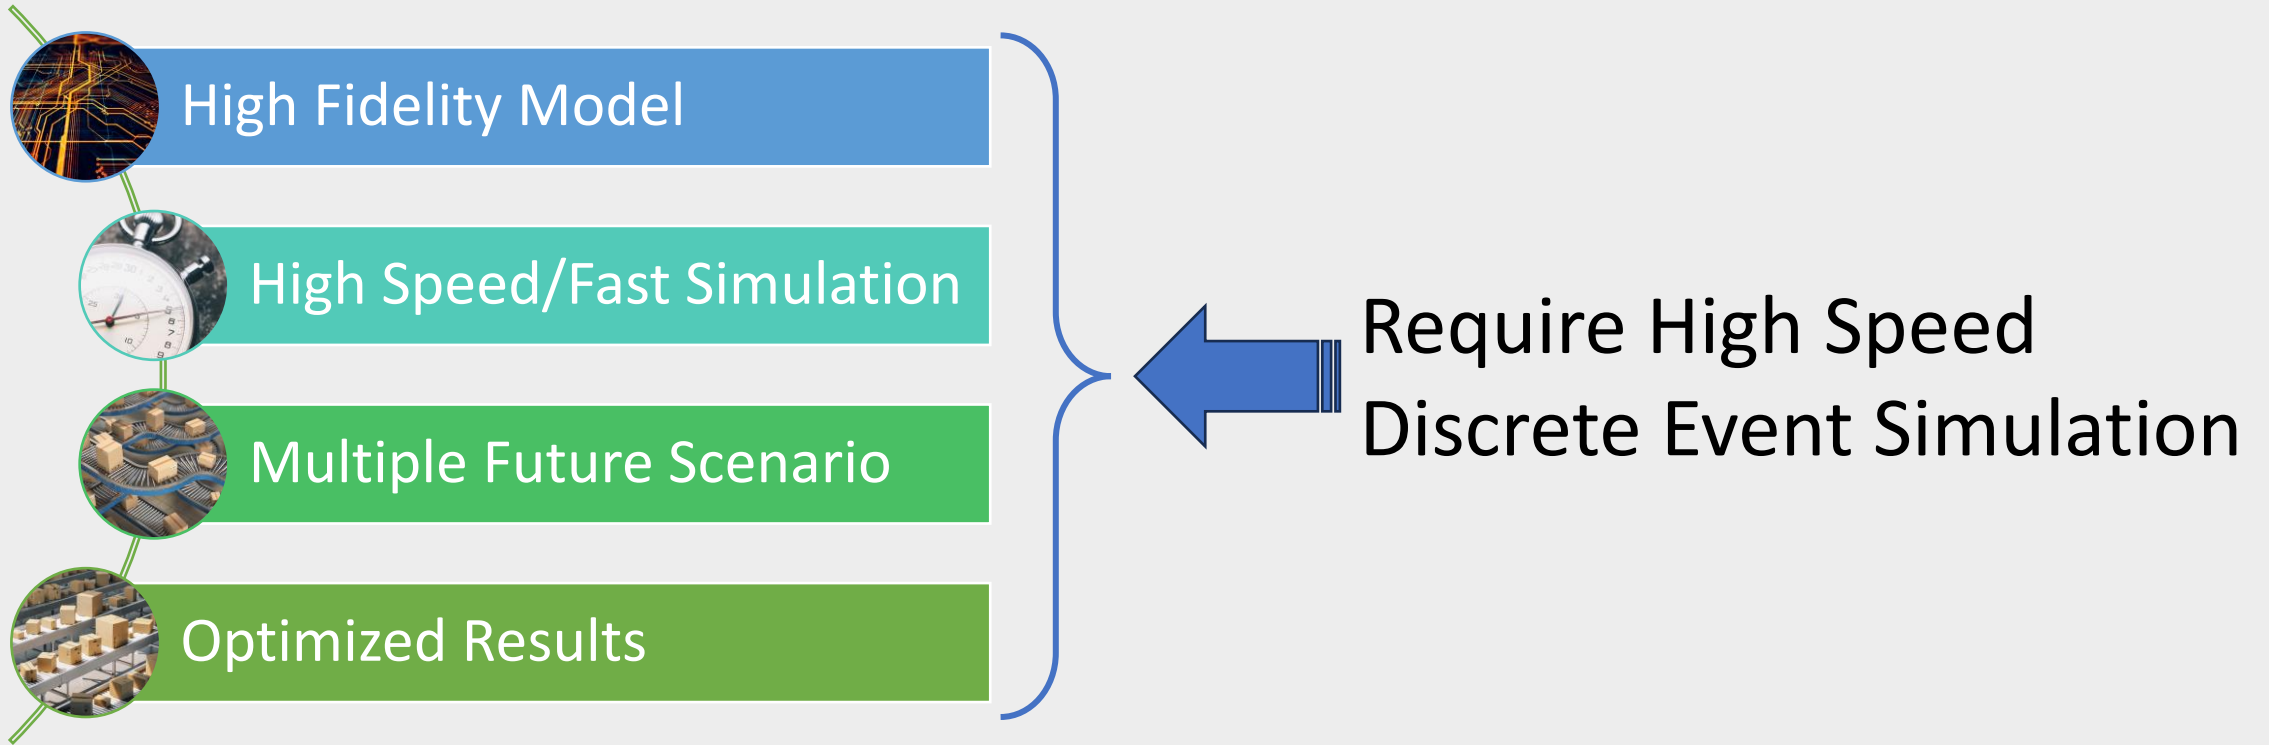 High Fidelity Model
High Speed/Fast Simulation
Multiple Future Scenario
Optimized Results
Require High Speed
Discrete Event Simulation